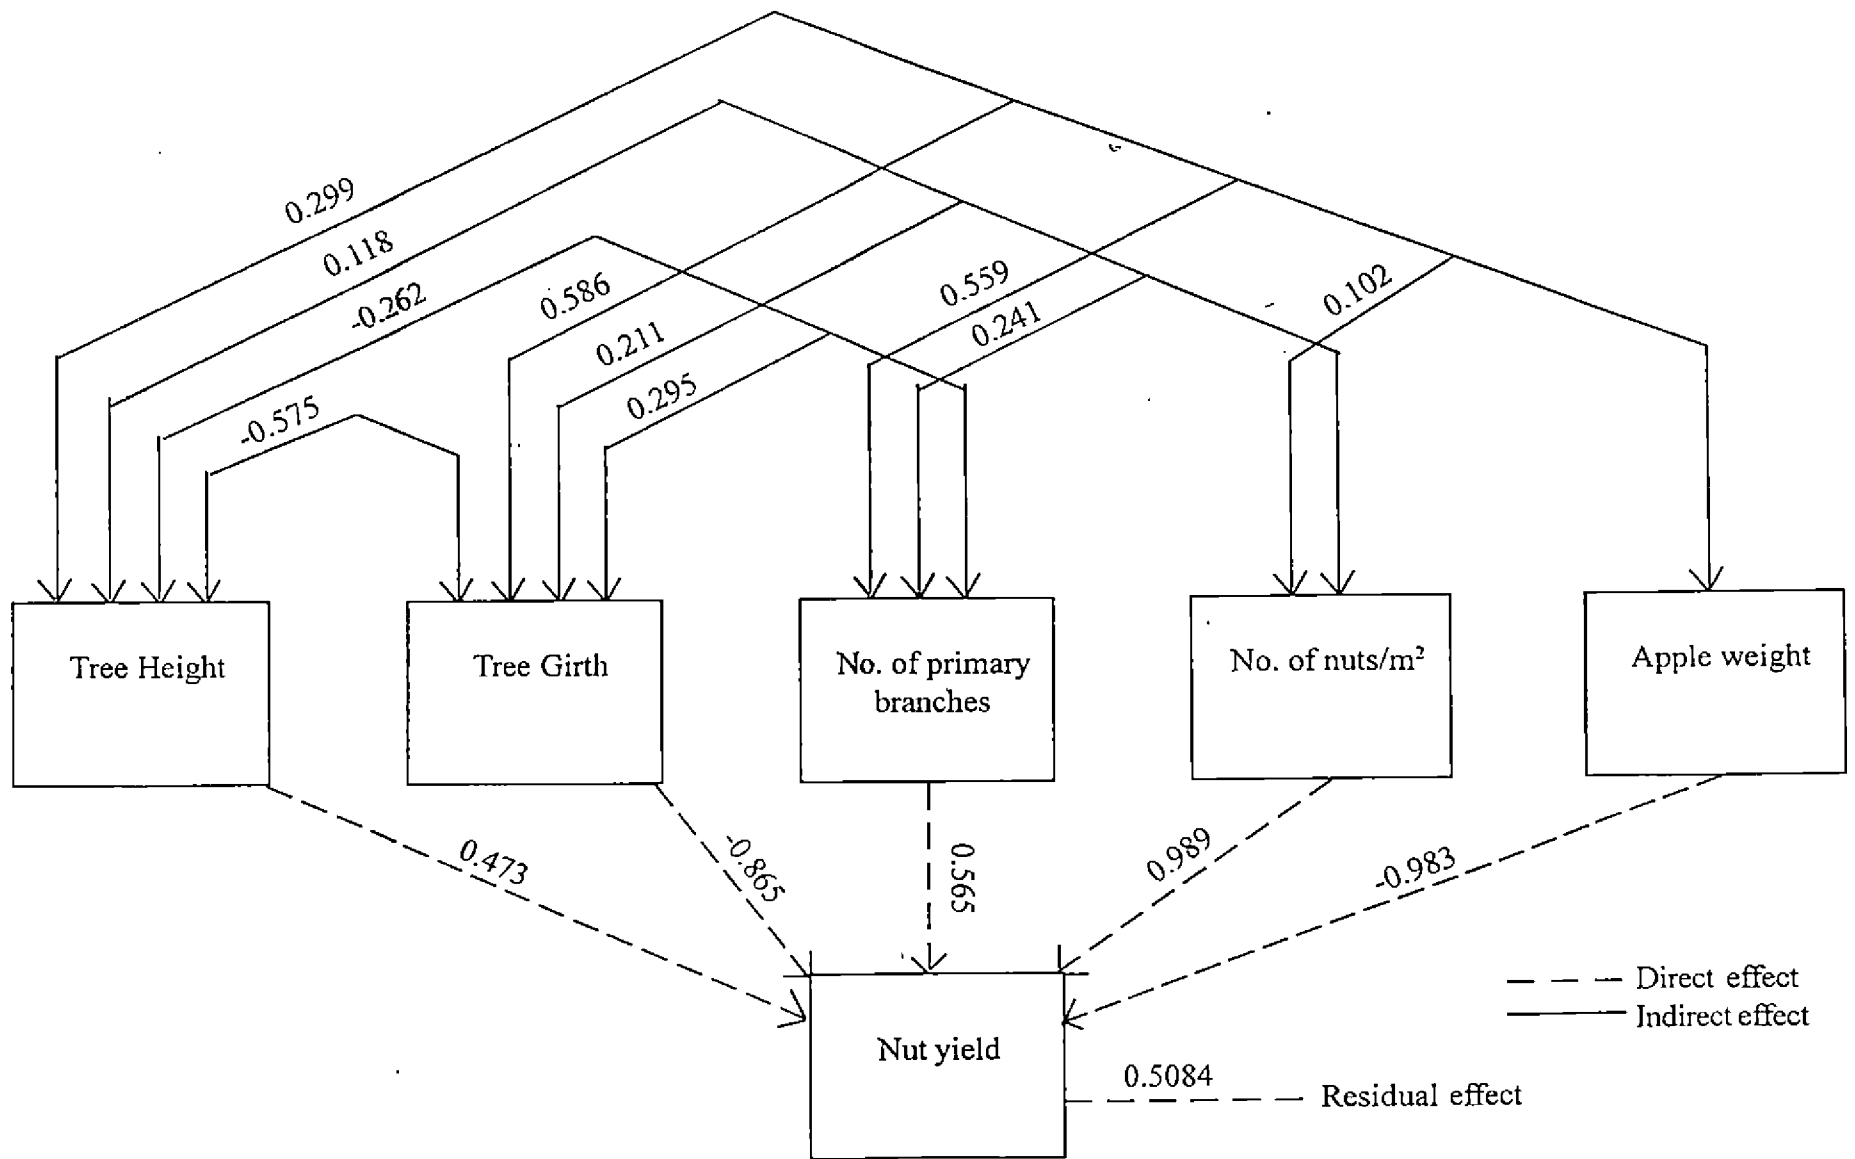 0.299
0.118
-0.262
-0.575
0.586
0.211
0.295
0.559
0.241
0.102
Tree Height
Tree Girth
No. of primary
branches
No. of nuts/m²
Apple weight
0.473
-0.865
0.565
0.989
-0.983
Direct effect
Indirect effect
Nut yield
0.5084
Residual effect